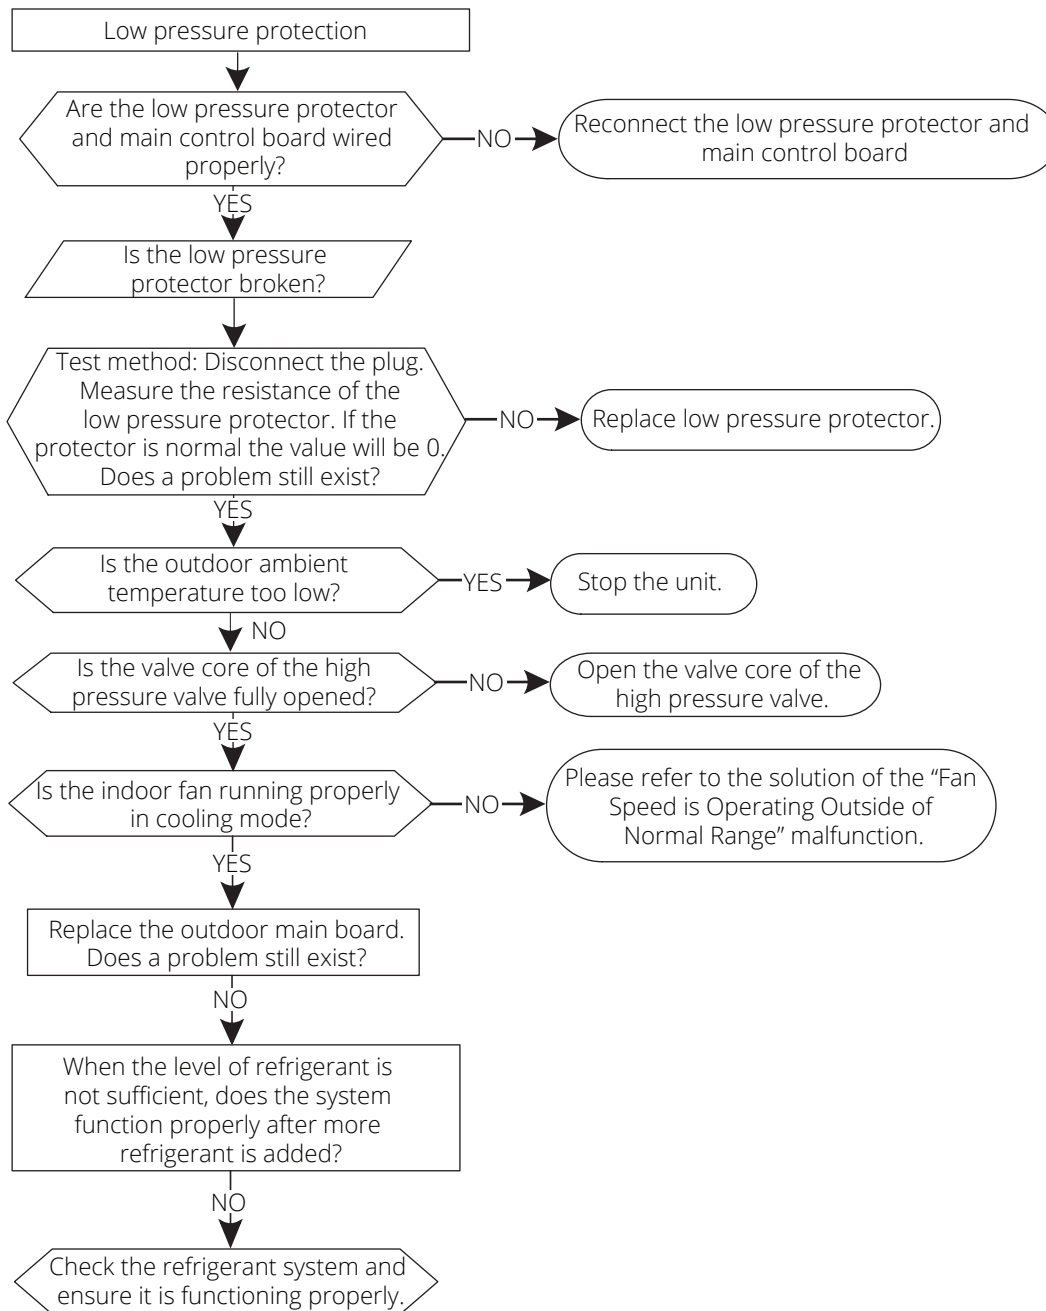 Low pressure protection
Are the low pressure protector
and main control board wired
properly?
NO
Reconnect the low pressure protector and
main control board
YES
Is the low pressure
protector broken?
Test method: Disconnect the plug.
Measure the resistance of the
low pressure protector. If the
protector is normal the value will be 0.
Does a problem still exist?
NO
Replace low pressure protector.
YES
Is the outdoor ambient
temperature too low?
YES
Stop the unit.
NO
Is the valve core of the high
pressure valve fully opened?
NO
Open the valve core of the
high pressure valve.
YES
Is the indoor fan running properly
in cooling mode?
NO
Please refer to the solution of the “Fan
Speed is Operating Outside of
Normal Range” malfunction.
YES
Replace the outdoor main board.
Does a problem still exist?
NO
When the level of refrigerant is
not sufficient, does the system
function properly after more
refrigerant is added?
NO
Check the refrigerant system and
ensure it is functioning properly.